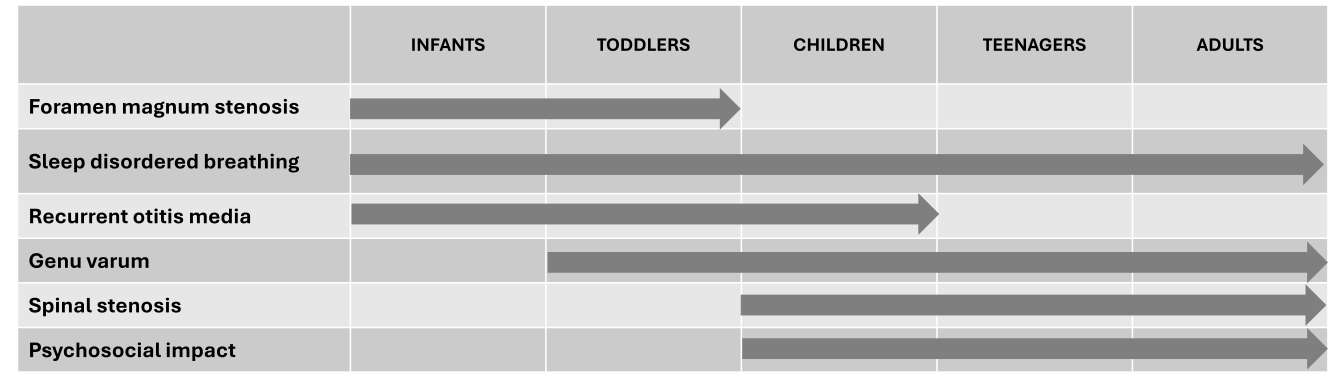 INFANTS TODDLERS CHILDREN TEENAGERS ADULTS
Foramen magnum stenosis
Sleep disordered breathing
Recurrent otitis media
Genu varum
Spinal stenosis
Psychosocial impact